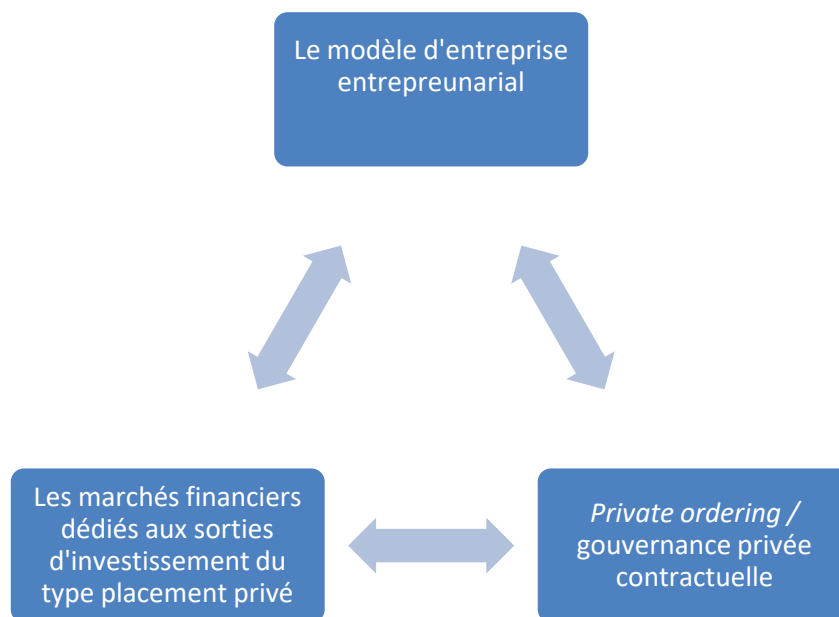 Le modèle d'entreprise
entrepreunarial
Les marchés financiers
dédiés aux sorties
d'investissement du
type placement privé
Private ordering /
gouvernance privée
contractuelle